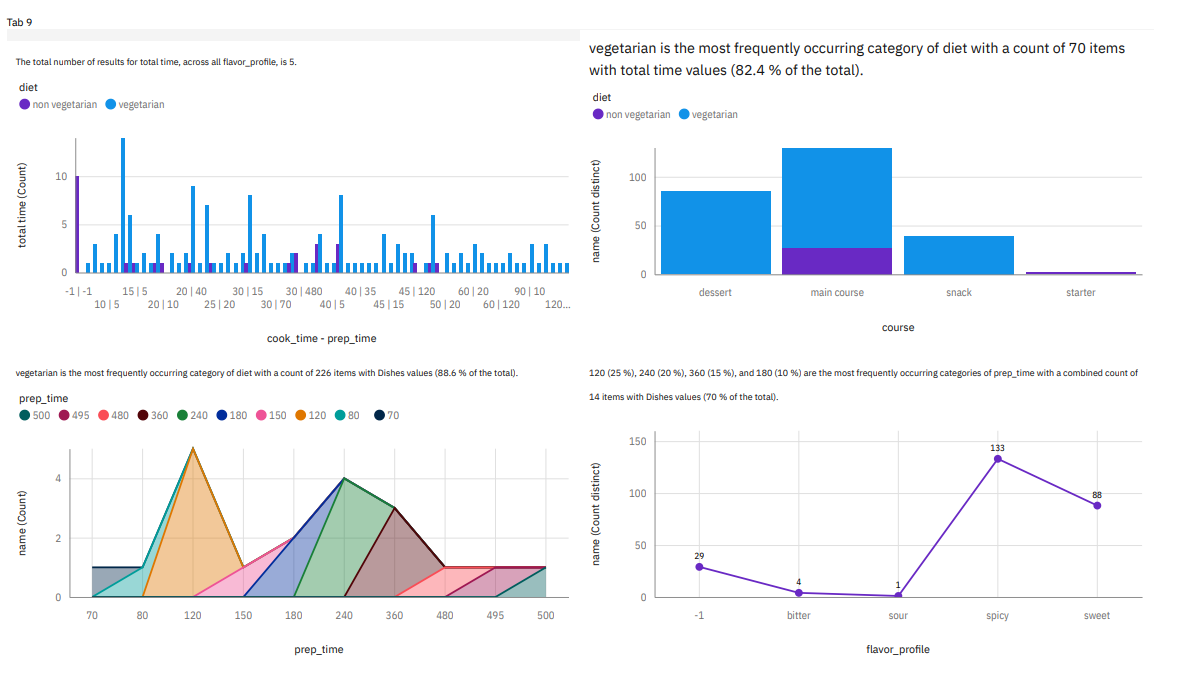 Tab 9
The total number of results for total time, across all flavor_profile, is 5.
diet
non vegetarian vegetarian
total time (Count)
10
5
0
-1 | -1 15 | 5 20 | 40 30 | 15 30 | 480 40 | 35 45 | 120 60 | 20 90 | 10
10 | 5 20 | 10 25 | 20 30 | 70 40 | 5 45 | 15 50 | 20 60 | 120 120...
cook_time - prep_time
vegetarian is the most frequently occurring category of diet with a count of 70 items
with total time values (82.4 % of the total).
diet
non vegetarian vegetarian
name (Count distinct)
100
50
0
dessert main course snack starter
course
vegetarian is the most frequently occurring category of diet with a count of 226 items with Dishes values (88.6 % of the total).
prep_time
500 495 480 360 240 180 150 120 80 70
name (Count)
4
2
0
70 80 120 150 180 240 360 480 495 500
prep_time
120 (25 %), 240 (20 %), 360 (15 %), and 180 (10 %) are the most frequently occurring categories of prep_time with a combined count of
14 items with Dishes values (70 % of the total).
name (Count distinct)
150
100
50
0
29 4 1 133 88
-1 bitter sour spicy sweet
flavor_profile